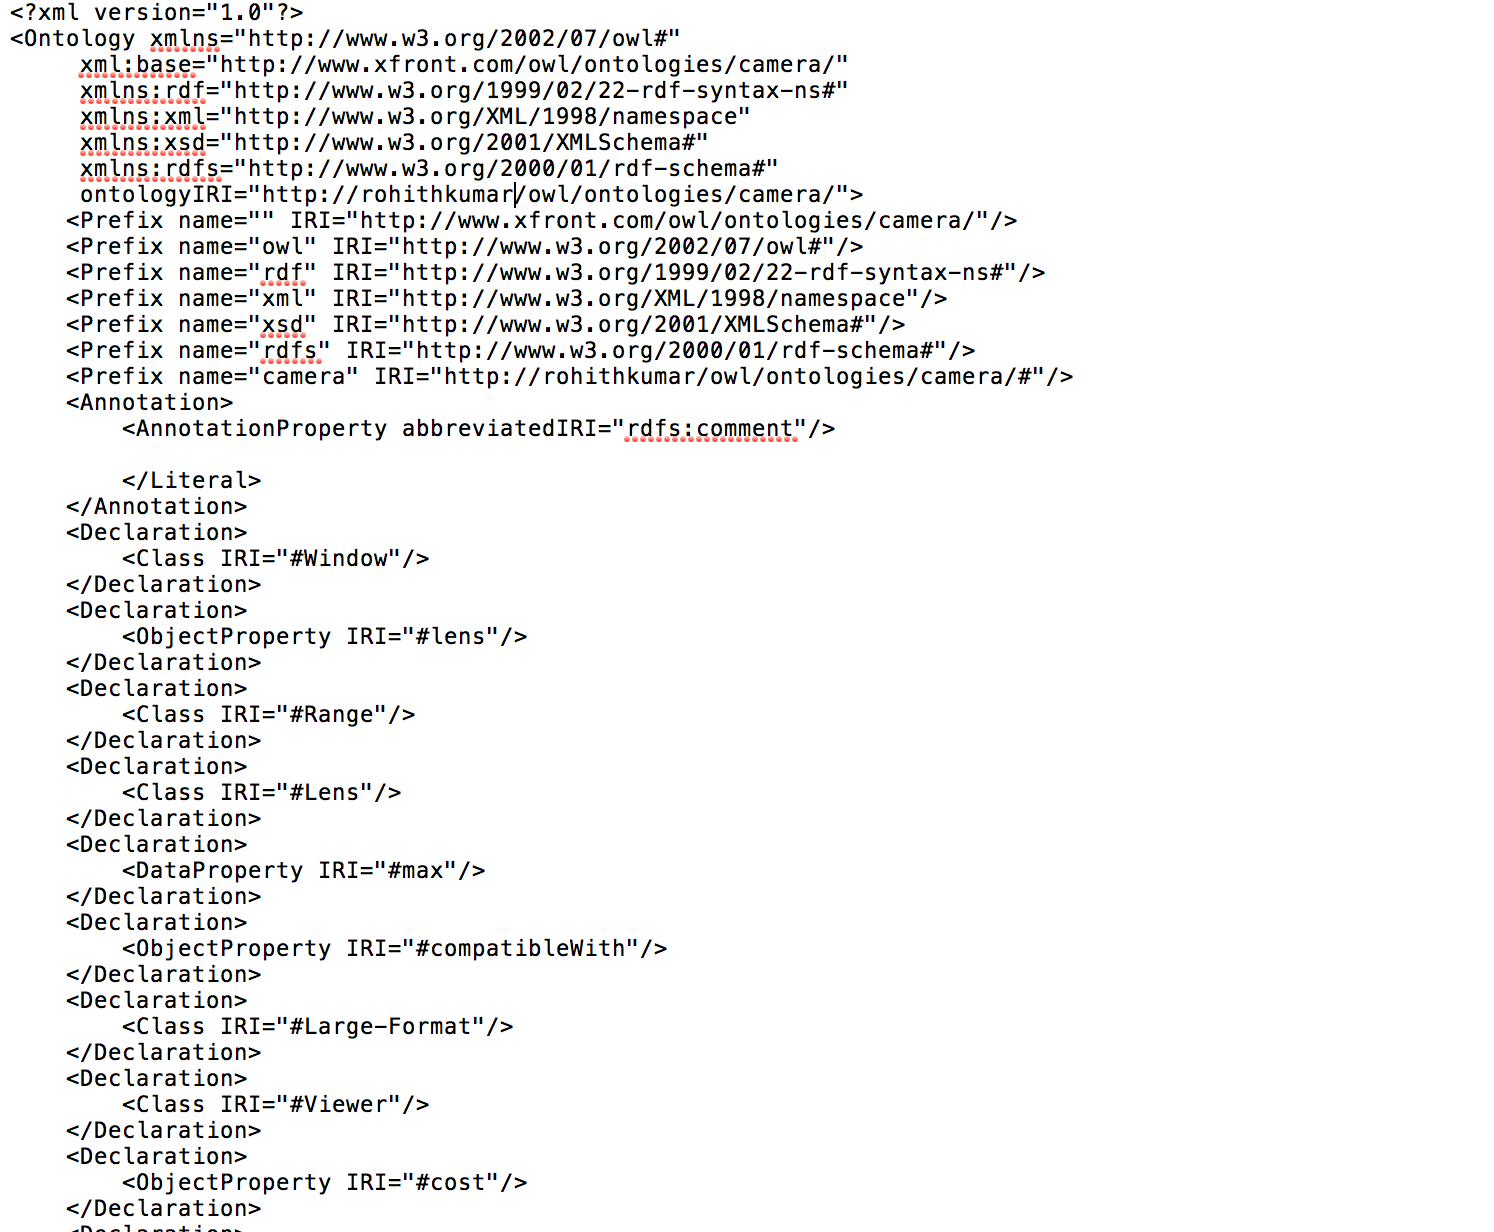 <?xml version="1.0"?>
<Ontology xmlns="http://www.w3.org/2002/07/owl#"
     xml:base="http://www.xfront.com/owl/ontologies/camera/"
     xmlns:rdf="http://www.w3.org/1999/02/22-rdf-syntax-ns#"
     xmlns:xml="http://www.w3.org/XML/1998/namespace"
     xmlns:xsd="http://www.w3.org/2001/XMLSchema#"
     xmlns:rdfs="http://www.w3.org/2000/01/rdf-schema#"
     ontologyIRI="http://rohithkumar/owl/ontologies/camera/">
    <Prefix name="" IRI="http://www.xfront.com/owl/ontologies/camera/"/>
    <Prefix name="owl" IRI="http://www.w3.org/2002/07/owl#"/>
    <Prefix name="rdf" IRI="http://www.w3.org/1999/02/22-rdf-syntax-ns#"/>
    <Prefix name="xml" IRI="http://www.w3.org/XML/1998/namespace"/>
    <Prefix name="xsd" IRI="http://www.w3.org/2001/XMLSchema#"/>
    <Prefix name="rdfs" IRI="http://www.w3.org/2000/01/rdf-schema#"/>
    <Prefix name="camera" IRI="http://rohithkumar/owl/ontologies/camera/#"/>
    <Annotation>
        <AnnotationProperty abbreviatedIRI="rdfs:comment"/>
        </Literal>
    </Annotation>
    <Declaration>
        <Class IRI="#Window"/>
    </Declaration>
    <Declaration>
        <ObjectProperty IRI="#lens"/>
    </Declaration>
    <Declaration>
        <Class IRI="#Range"/>
    </Declaration>
    <Declaration>
        <Class IRI="#Lens"/>
    </Declaration>
    <Declaration>
        <DataProperty IRI="#max"/>
    </Declaration>
    <Declaration>
        <ObjectProperty IRI="#compatibleWith"/>
    </Declaration>
    <Declaration>
        <Class IRI="#Large-Format"/>
    </Declaration>
    <Declaration>
        <Class IRI="#Viewer"/>
    </Declaration>
    <Declaration>
        <ObjectProperty IRI="#cost"/>
    </Declaration>
    <Declaration>